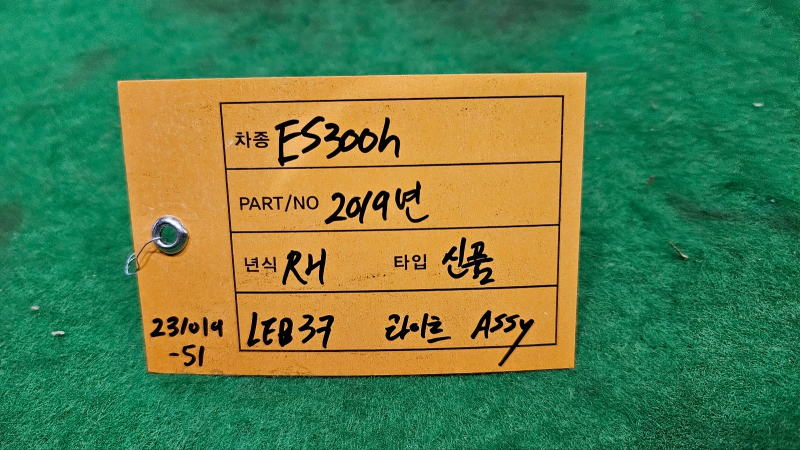 차종 ES300h
PART/NO 2019년
년식 RH 타입 신품
LEB37 라이트 ASSY
231019
-51